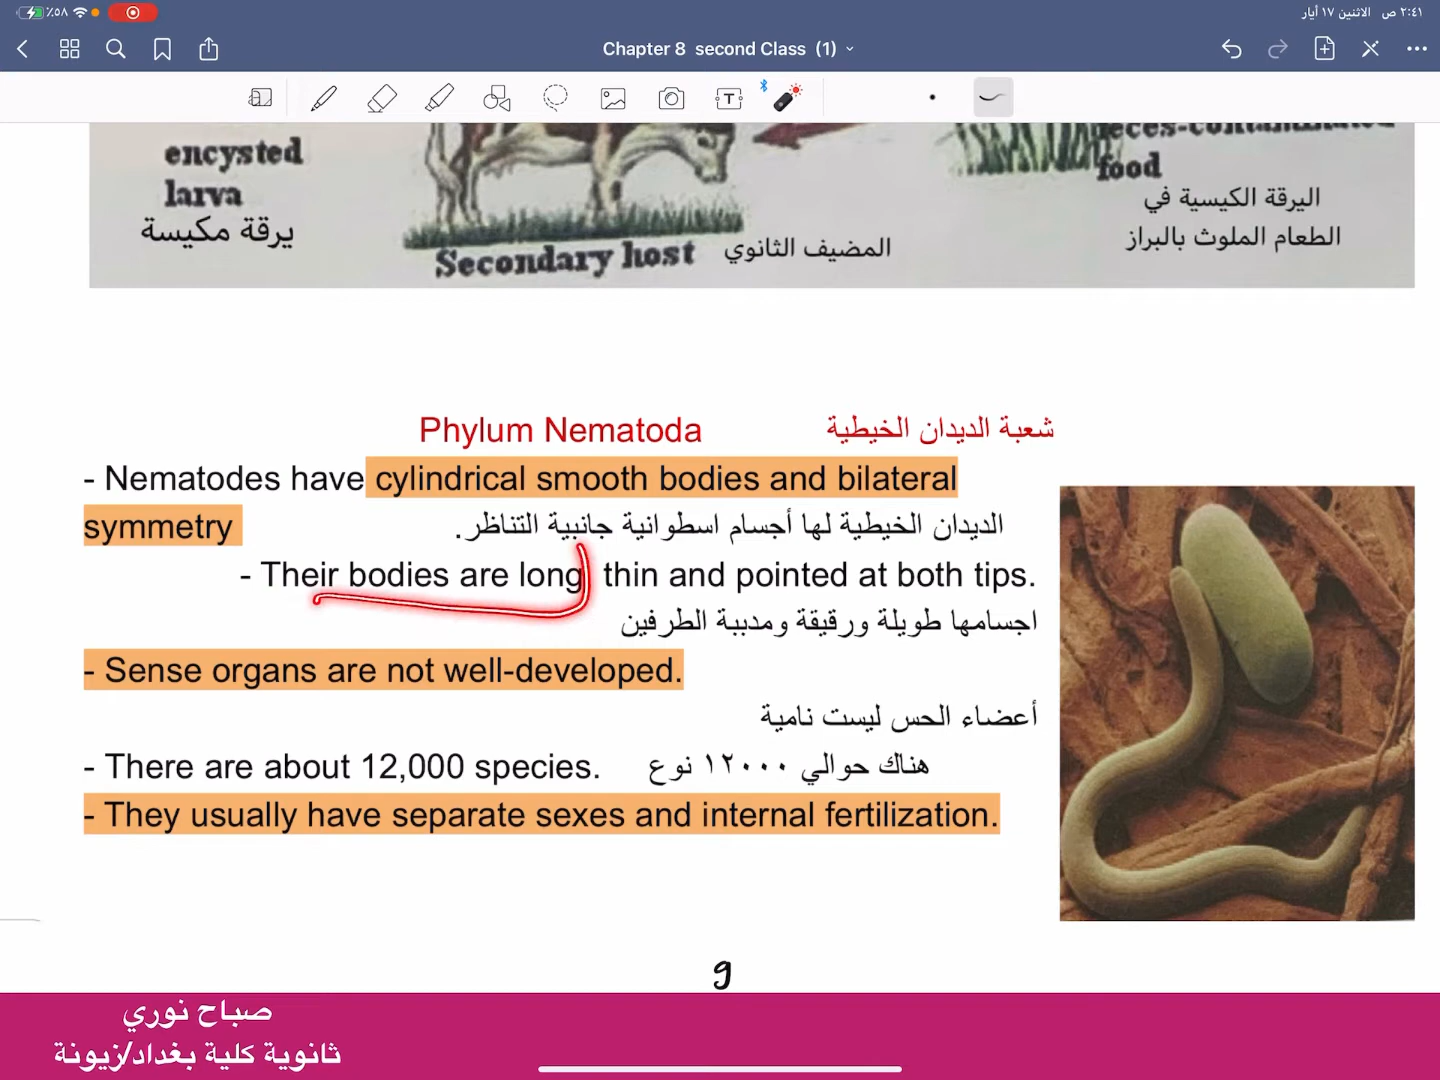 ٪٥٨
٢:٤١ ص الاثنين ١٧ أيار
Chapter 8 second Class (1)
T
encysted
larva
يرقة مكيسة
Secondary host المضيف الثانوي
feces-contaminated
food
اليرقة الكيسية في
الطعام الملوث بالبراز
Phylum Nematoda شعبة الديدان الخيطية
- Nematodes have cylindrical smooth bodies and bilateral
symmetry الديدان الخيطية لها أجسام اسطوانية جانبية التناظر.
- Their bodies are long thin and pointed at both tips.
اجسامها طويلة ورقيقة ومدببة الطرفين
- Sense organs are not well-developed.
أعضاء الحس ليست نامية
- There are about 12,000 species. هناك حوالي ١٢٠٠٠ نوع
- They usually have separate sexes and internal fertilization.
9
صباح نوري
ثانوية كلية بغداد/زيونة